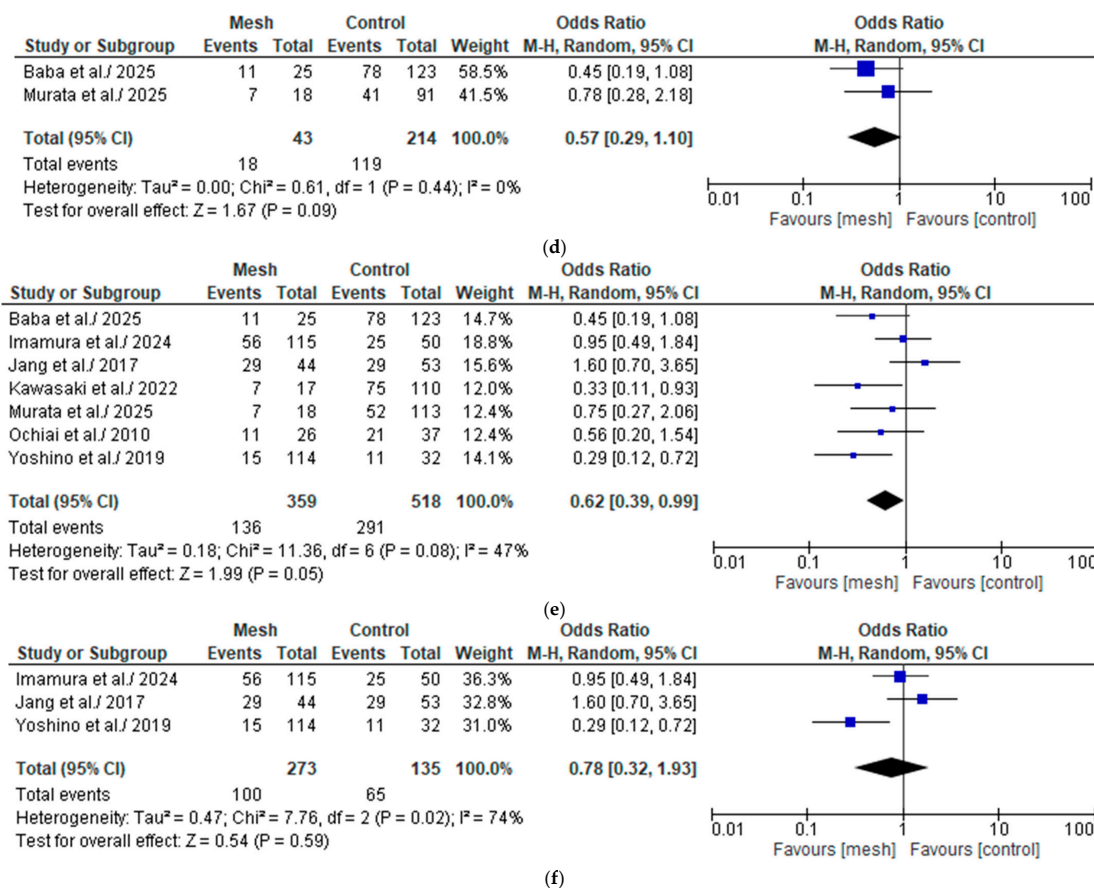 Mesh Control Odds Ratio Odds Ratio
Study or Subgroup Events Total Events Total Weight M-H, Random, 95% CI M-H, Random, 95% CI
Baba et al./ 2025 11 25 78 123 58.5% 0.45 [0.19, 1.08]
Murata et al./ 2025 7 18 41 91 41.5% 0.78 [0.28, 2.18]
Total (95% CI) 43 214 100.0% 0.57 [0.29, 1.10]
Total events 18 119
Heterogeneity: Tau² = 0.00; Chi² = 0.61, df = 1 (P = 0.44); I² = 0%
Test for overall effect: Z = 1.67 (P = 0.09)
0.01 0.1 1 10 100
Favours [mesh] Favours [control]
(d)
Mesh Control Odds Ratio Odds Ratio
Study or Subgroup Events Total Events Total Weight M-H, Random, 95% CI M-H, Random, 95% CI
Baba et al./ 2025 11 25 78 123 14.7% 0.45 [0.19, 1.08]
Imamura et al./ 2024 56 115 25 50 18.8% 0.95 [0.49, 1.84]
Jang et al./ 2017 29 44 29 53 15.6% 1.60 [0.70, 3.65]
Kawasaki et al./ 2022 7 17 75 110 12.0% 0.33 [0.11, 0.93]
Murata et al./ 2025 7 18 52 113 12.4% 0.75 [0.27, 2.06]
Ochiai et al./ 2010 11 26 21 37 12.4% 0.56 [0.20, 1.54]
Yoshino et al./ 2019 15 114 11 32 14.1% 0.29 [0.12, 0.72]
Total (95% CI) 359 518 100.0% 0.62 [0.39, 0.99]
Total events 136 291
Heterogeneity: Tau² = 0.18; Chi² = 11.36, df = 6 (P = 0.08); I² = 47%
Test for overall effect: Z = 1.99 (P = 0.05)
0.01 0.1 1 10 100
Favours [mesh] Favours [control]
(e)
Mesh Control Odds Ratio Odds Ratio
Study or Subgroup Events Total Events Total Weight M-H, Random, 95% CI M-H, Random, 95% CI
Imamura et al./ 2024 56 115 25 50 36.3% 0.95 [0.49, 1.84]
Jang et al./ 2017 29 44 29 53 32.8% 1.60 [0.70, 3.65]
Yoshino et al./ 2019 15 114 11 32 31.0% 0.29 [0.12, 0.72]
Total (95% CI) 273 135 100.0% 0.78 [0.32, 1.93]
Total events 100 65
Heterogeneity: Tau² = 0.47; Chi² = 7.76, df = 2 (P = 0.02); I² = 74%
Test for overall effect: Z = 0.54 (P = 0.59)
0.01 0.1 1 10 100
Favours [mesh] Favours [control]
(f)